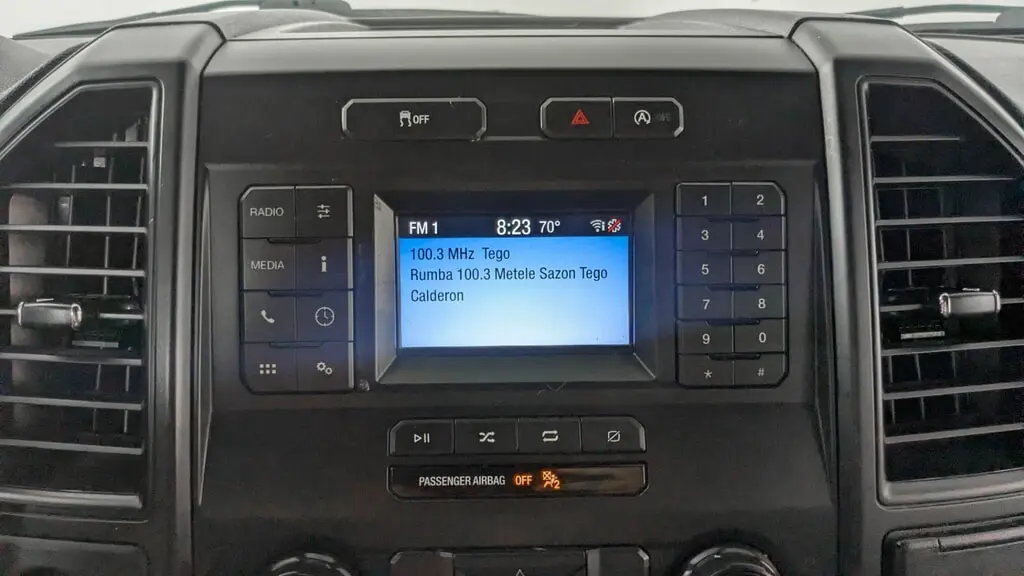 OFF
RADIO
MEDIA
FM 1 8:23 70°
100.3 MHz Tego
Rumba 100.3 Metele Sazon Tego
Calderon
1 2
3 4
5 6
7 8
9 0
* #
PASSENGER AIRBAG OFF 2